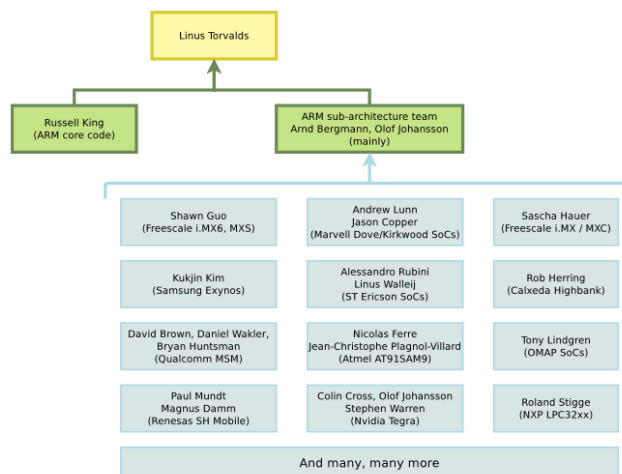 Linus Torvalds
Russell King
(ARM core code)
ARM sub-architecture team
Arnd Bergmann, Olof Johansson
(mainly)
Shawn Guo
(Freescale i.MX6, MXS)
Andrew Lunn
Jason Copper
(Marvell Dove/Kirkwood SoCs)
Sascha Hauer
(Freescale i.MX / MXC)
Kukjin Kim
(Samsung Exynos)
Alessandro Rubini
Linus Walleij
(ST Ericson SoCs)
Rob Herring
(Calxeda Highbank)
David Brown, Daniel Wakler,
Bryan Huntsman
(Qualcomm MSM)
Nicolas Ferre
Jean-Christophe Plagnol-Villard
(Atmel AT91SAM9)
Tony Lindgren
(OMAP SoCs)
Paul Mundt
Magnus Damm
(Renesas SH Mobile)
Colin Cross, Olof Johansson
Stephen Warren
(Nvidia Tegra)
Roland Stigge
(NXP LPC32xx)
And many, many more